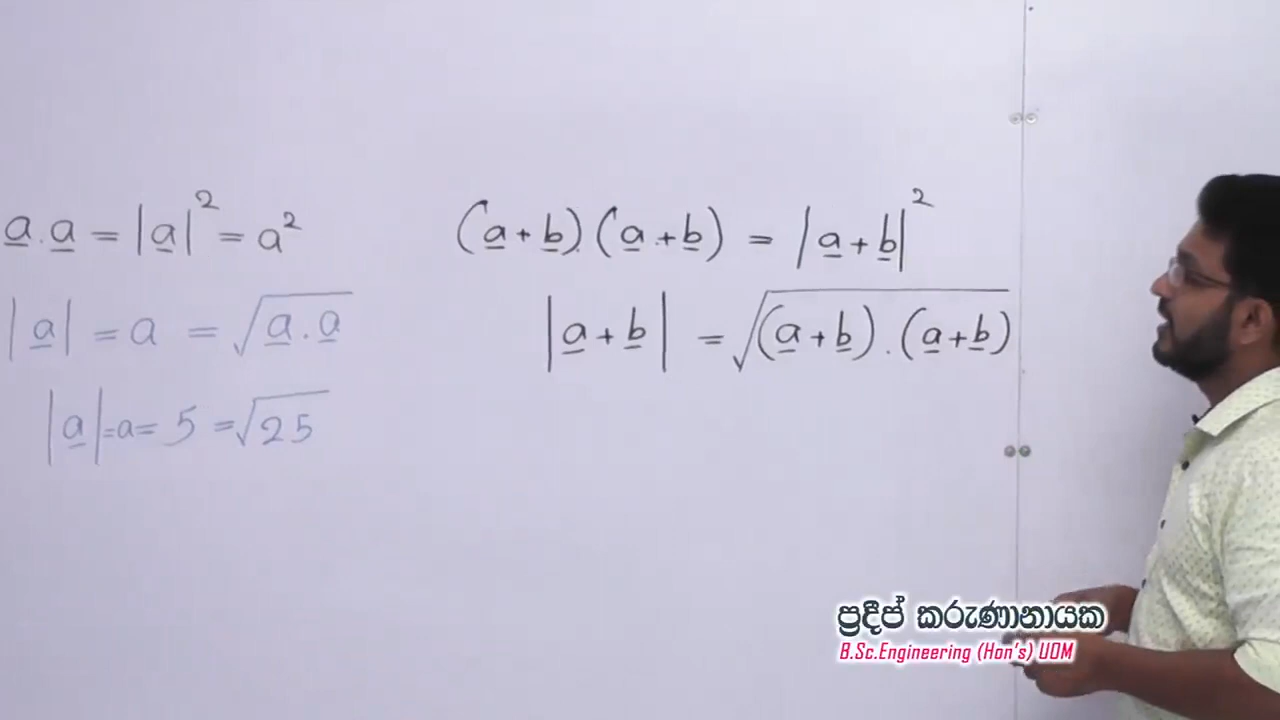 a̲ . a̲ = |a̲|² = a²
|a̲| = a = √(a̲ . a̲)
|a̲| = a = 5 = √25
(a̲ + b̲) . (a̲ + b̲) = |a̲ + b̲|²
|a̲ + b̲| = √((a̲ + b̲) . (a̲ + b̲))
ප්‍රදීප් කරුණානායක
B.Sc.Engineering (Hon's) UOM